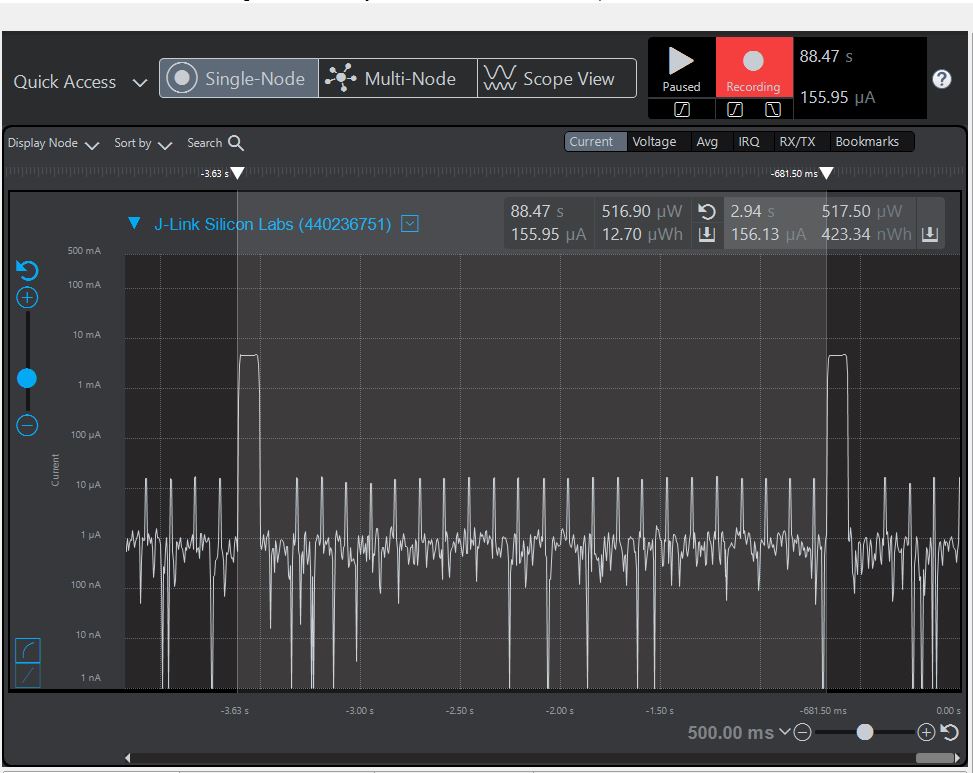 Quick Access
Single-Node
Multi-Node
Scope View
Paused
Recording
88.47 s
155.95 µA
?
Display Node
Sort by
Search
Current
Voltage
Avg
IRQ
RX/TX
Bookmarks
-3.63 s
-681.50 ms
J-Link Silicon Labs (440236751)
88.47 s 516.90 µW 2.94 s 517.50 µW
155.95 µA 12.70 µWh 156.13 µA 423.34 nWh
500 mA
100 mA
10 mA
1 mA
100 µA
Current
10 µA
1 µA
100 nA
10 nA
1 nA
-3.63 s
-3.00 s
-2.50 s
-2.00 s
-1.50 s
-681.50 ms
0.00 s
500.00 ms